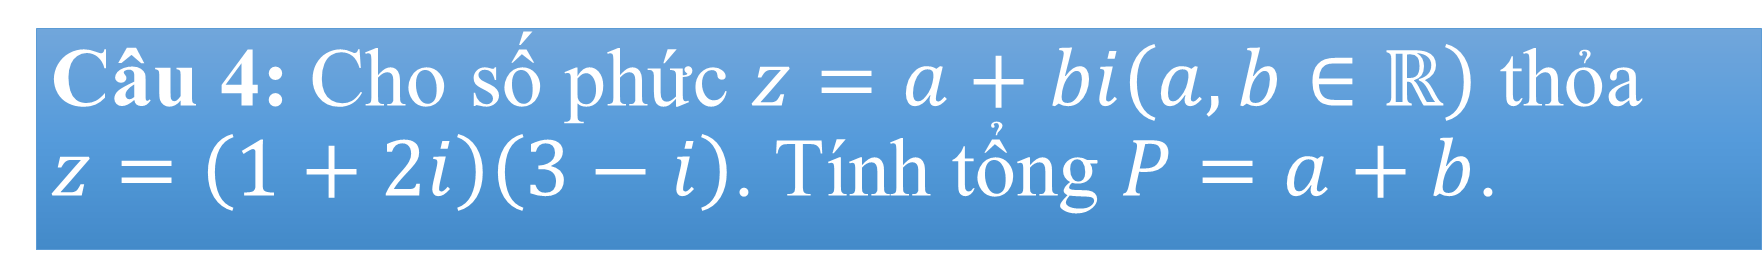 Câu 4: Cho số phức z = a + bi(a, b ∈ ℝ) thỏa
z = (1 + 2i)(3 − i). Tính tổng P = a + b.